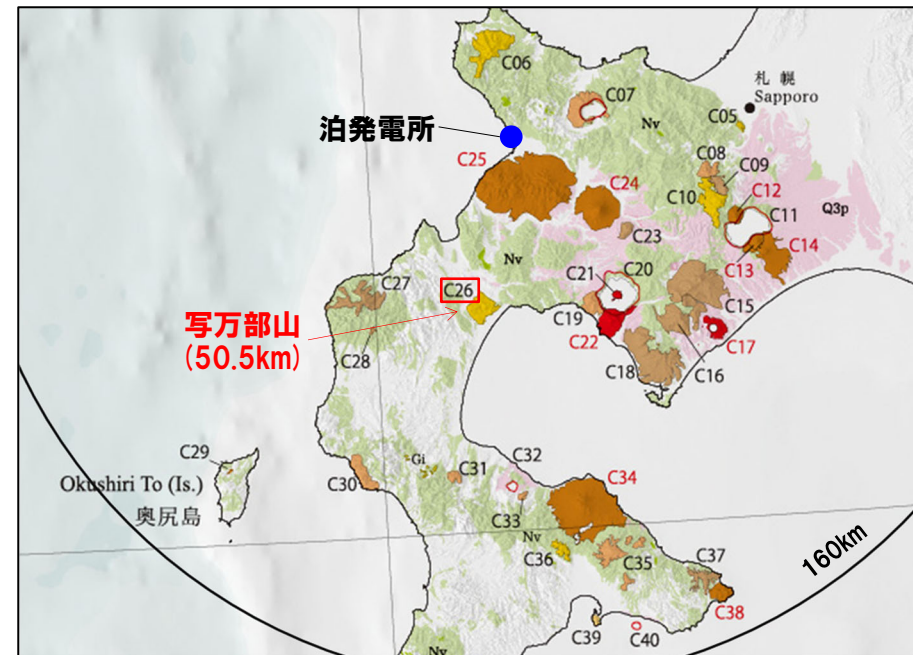 C06
札幌
Sapporo
C07
Nv
C05
泊発電所
C25
C08
C09
C24
C10
C12
C11
Q3p
C23
C14
C13
Nv
C21
C20
C27
C26
C15
C19
写万部山
(50.5km)
C22
C17
C28
C16
C18
C29
Gi
C32
C31
C34
Okushiri To (Is.)
奥尻島
C30
C33
Nv
C36
C35
C37
160km
C38
C39
C40
Nv